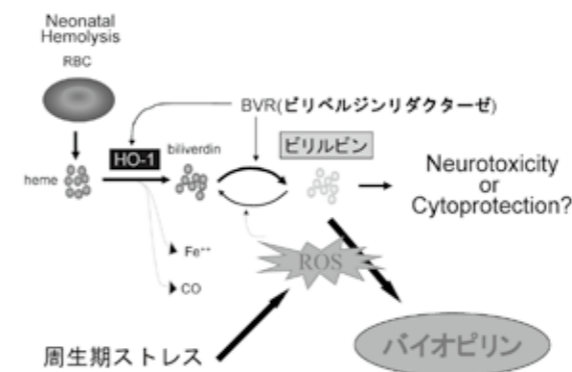 Neonatal
Hemolysis
RBC
BVR(ビリベルジンリダクターゼ)
HO-1
biliverdin
ビリルビン
heme
Neurotoxicity
or
Cytoprotection?
Fe++
ROS
CO
バイオピリン
周生期ストレス